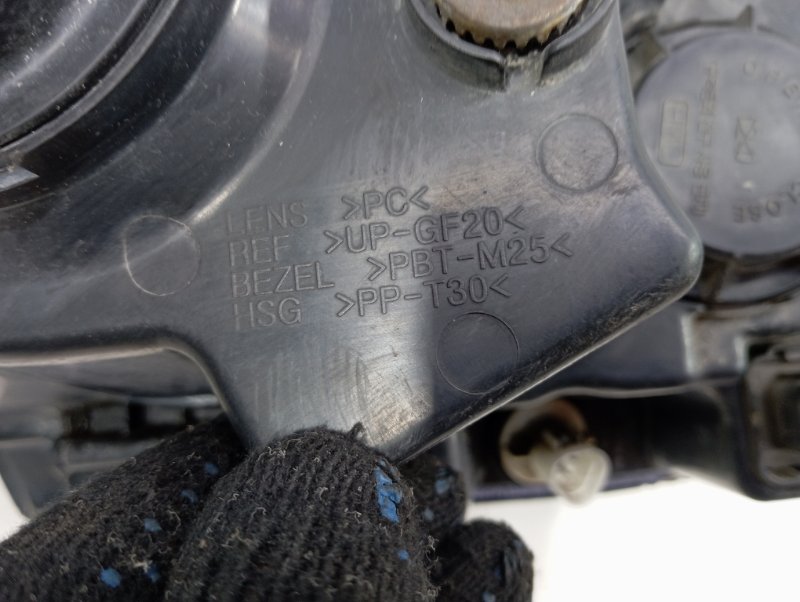 LENS >PC<
REF >UP-GF20<
BEZEL >PBT-M25<
HSG >PP-T30<